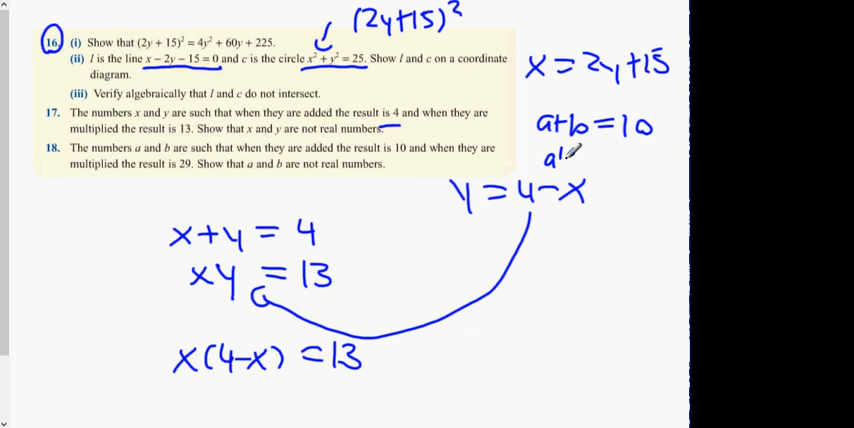 (2y+15)²
16. (i) Show that (2y + 15)² = 4y² + 60y + 225.
(ii) l is the line x − 2y − 15 = 0 and c is the circle x² + y² = 25. Show l and c on a coordinate
diagram.
(iii) Verify algebraically that l and c do not intersect.
17. The numbers x and y are such that when they are added the result is 4 and when they are
multiplied the result is 13. Show that x and y are not real numbers.
18. The numbers a and b are such that when they are added the result is 10 and when they are
multiplied the result is 29. Show that a and b are not real numbers.
x = 2y+15
a+b = 10
a
y = 4-x
x+y = 4
xy = 13
x(4-x) = 13